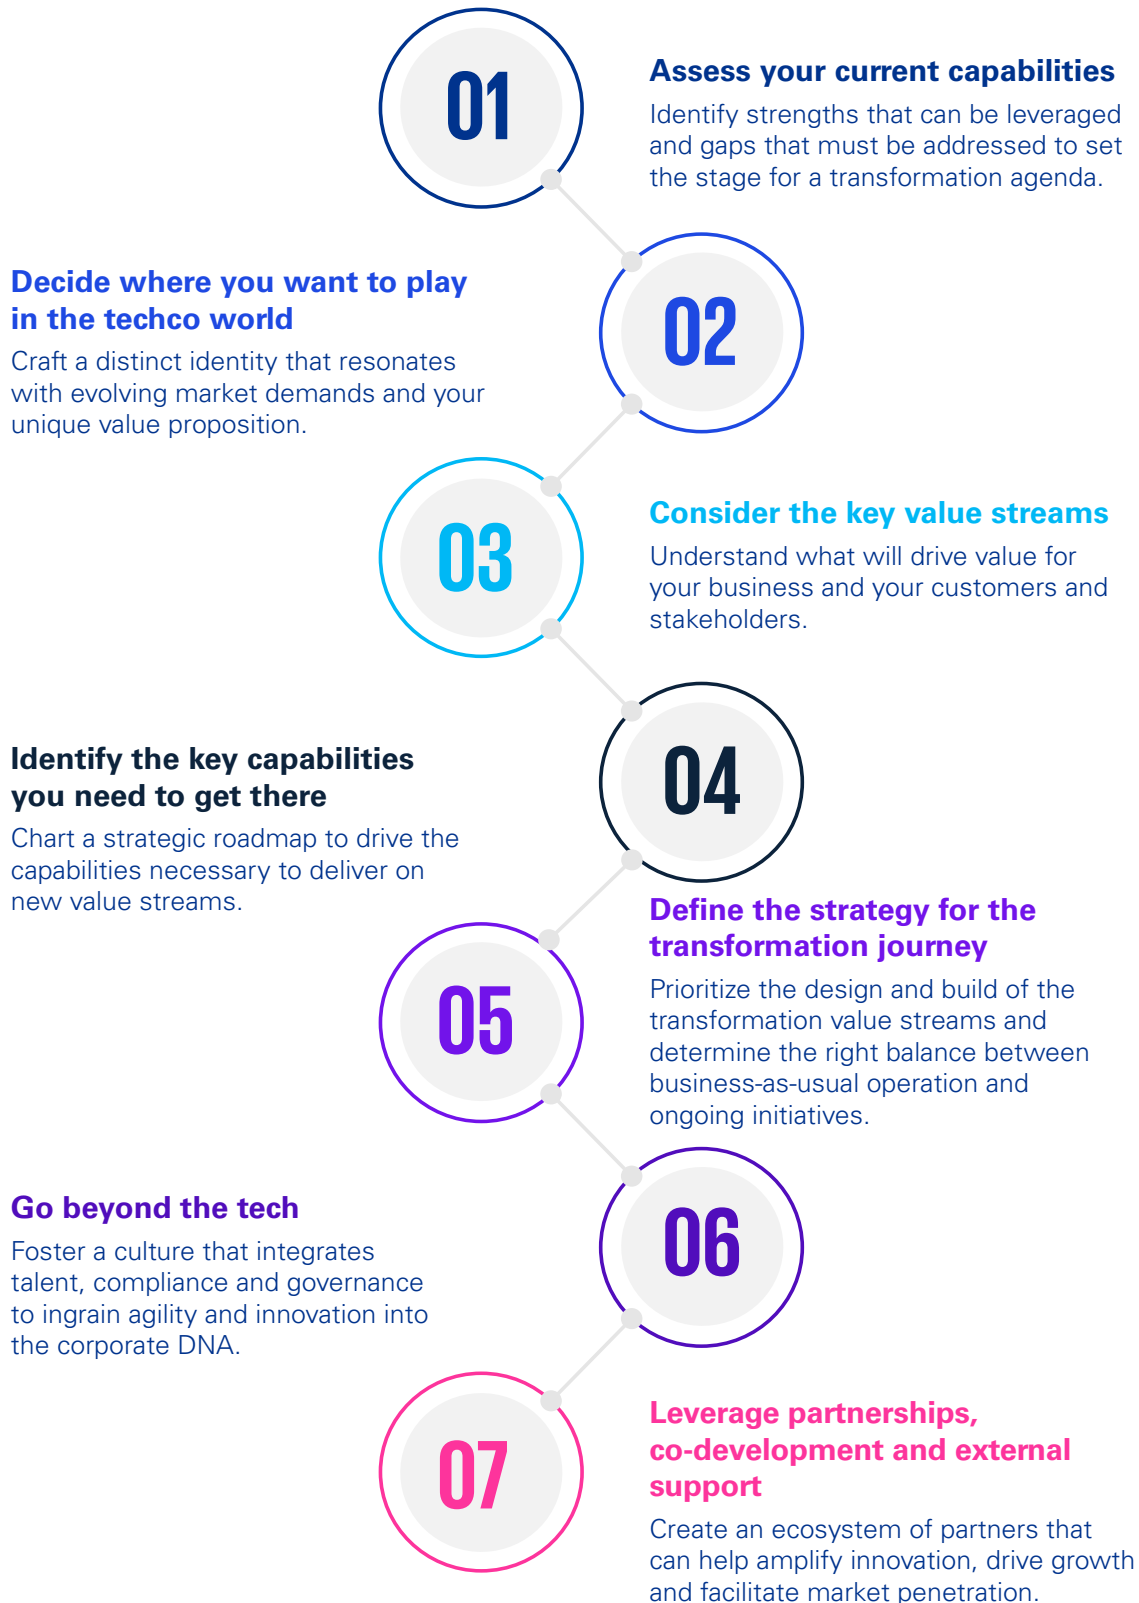 01
Assess your current capabilities
Identify strengths that can be leveraged
and gaps that must be addressed to set
the stage for a transformation agenda.
Decide where you want to play
in the techco world
Craft a distinct identity that resonates
with evolving market demands and your
unique value proposition.
02
03
Consider the key value streams
Understand what will drive value for
your business and your customers and
stakeholders.
Identify the key capabilities
you need to get there
Chart a strategic roadmap to drive the
capabilities necessary to deliver on
new value streams.
04
05
Define the strategy for the
transformation journey
Prioritize the design and build of the
transformation value streams and
determine the right balance between
business-as-usual operation and
ongoing initiatives.
Go beyond the tech
Foster a culture that integrates
talent, compliance and governance
to ingrain agility and innovation into
the corporate DNA.
06
07
Leverage partnerships,
co-development and external
support
Create an ecosystem of partners that
can help amplify innovation, drive growth
and facilitate market penetration.